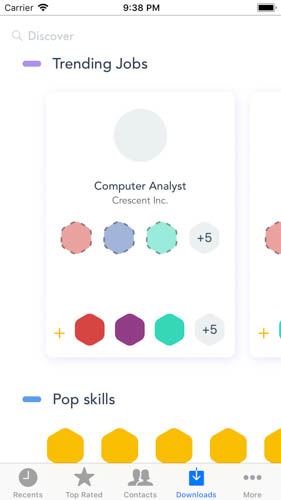 Carrier 9:38 PM
Discover
Trending Jobs
Computer Analyst
Crescent Inc.
+5
+ +5 +
Pop skills
Recents Top Rated Contacts Downloads More